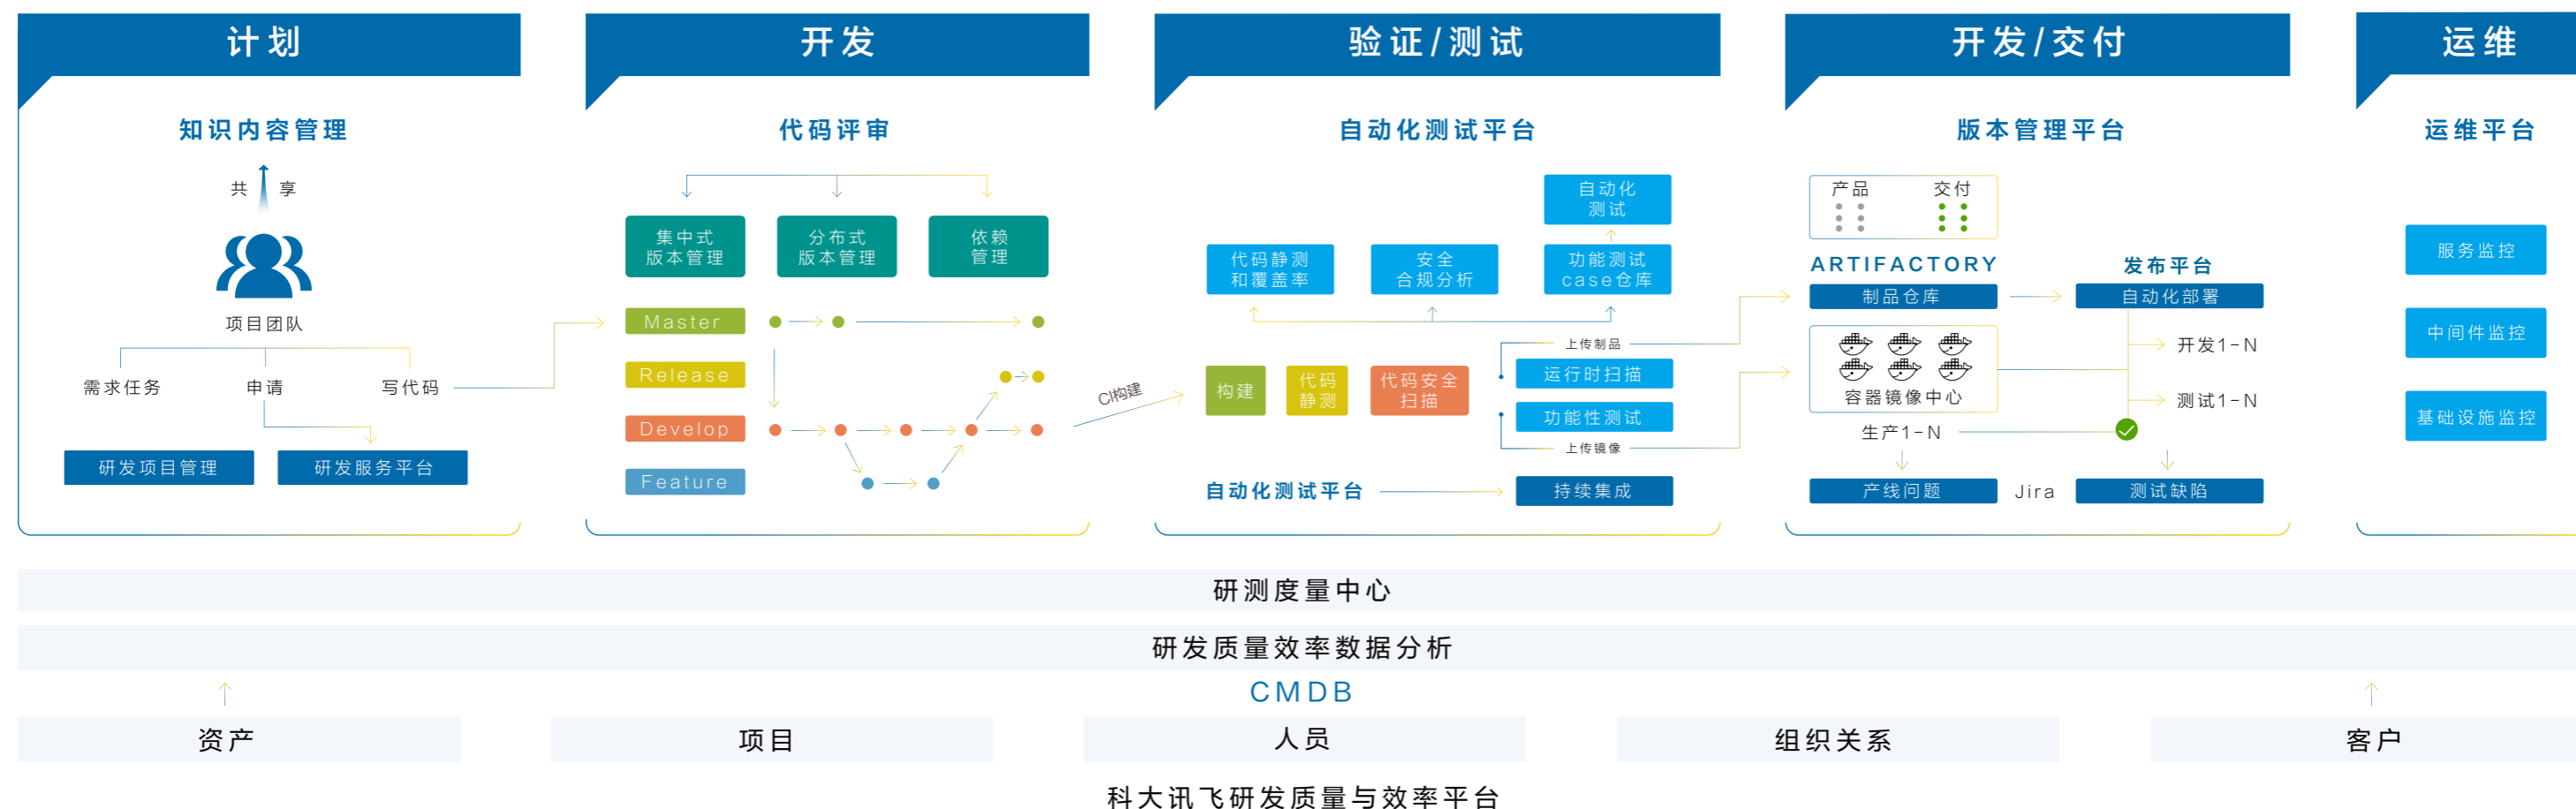 计划
知识内容管理
共 享
项目团队
需求任务
申请
写代码
研发项目管理
研发服务平台
开发
代码评审
集中式
版本管理
分布式
版本管理
依赖
管理
Master
Release
Develop
Feature
CI构建
验证/测试
自动化测试平台
自动化
测试
代码静测
和覆盖率
安全
合规分析
功能测试
case仓库
上传制品
构建
代码
静测
代码安全
扫描
运行时扫描
功能性测试
上传镜像
自动化测试平台
持续集成
开发/交付
版本管理平台
产品
交付
ARTIFACTORY
发布平台
制品仓库
自动化部署
容器镜像中心
开发1-N
测试1-N
生产1-N
产线问题
Jira
测试缺陷
运维
运维平台
服务监控
中间件监控
基础设施监控
研测度量中心
研发质量效率数据分析
CMDB
资产
项目
人员
组织关系
客户
科大讯飞研发质量与效率平台